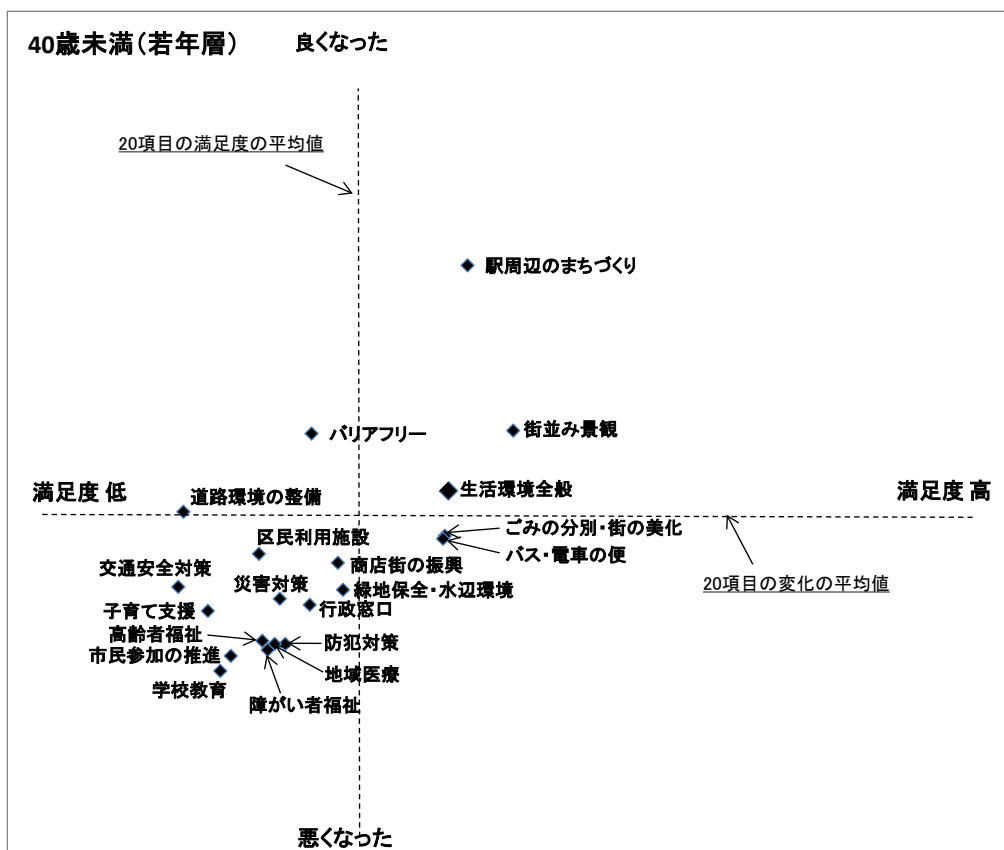 40歳未満（若年層）
良くなった
20項目の満足度の平均値
駅周辺のまちづくり
バリアフリー
街並み景観
満足度 低
道路環境の整備
生活環境全般
満足度 高
ごみの分別・街の美化
区民利用施設
バス・電車の便
交通安全対策
商店街の振興
災害対策
緑地保全・水辺環境
20項目の変化の平均値
子育て支援
行政窓口
高齢者福祉
防犯対策
市民参加の推進
地域医療
学校教育
障がい者福祉
悪くなった